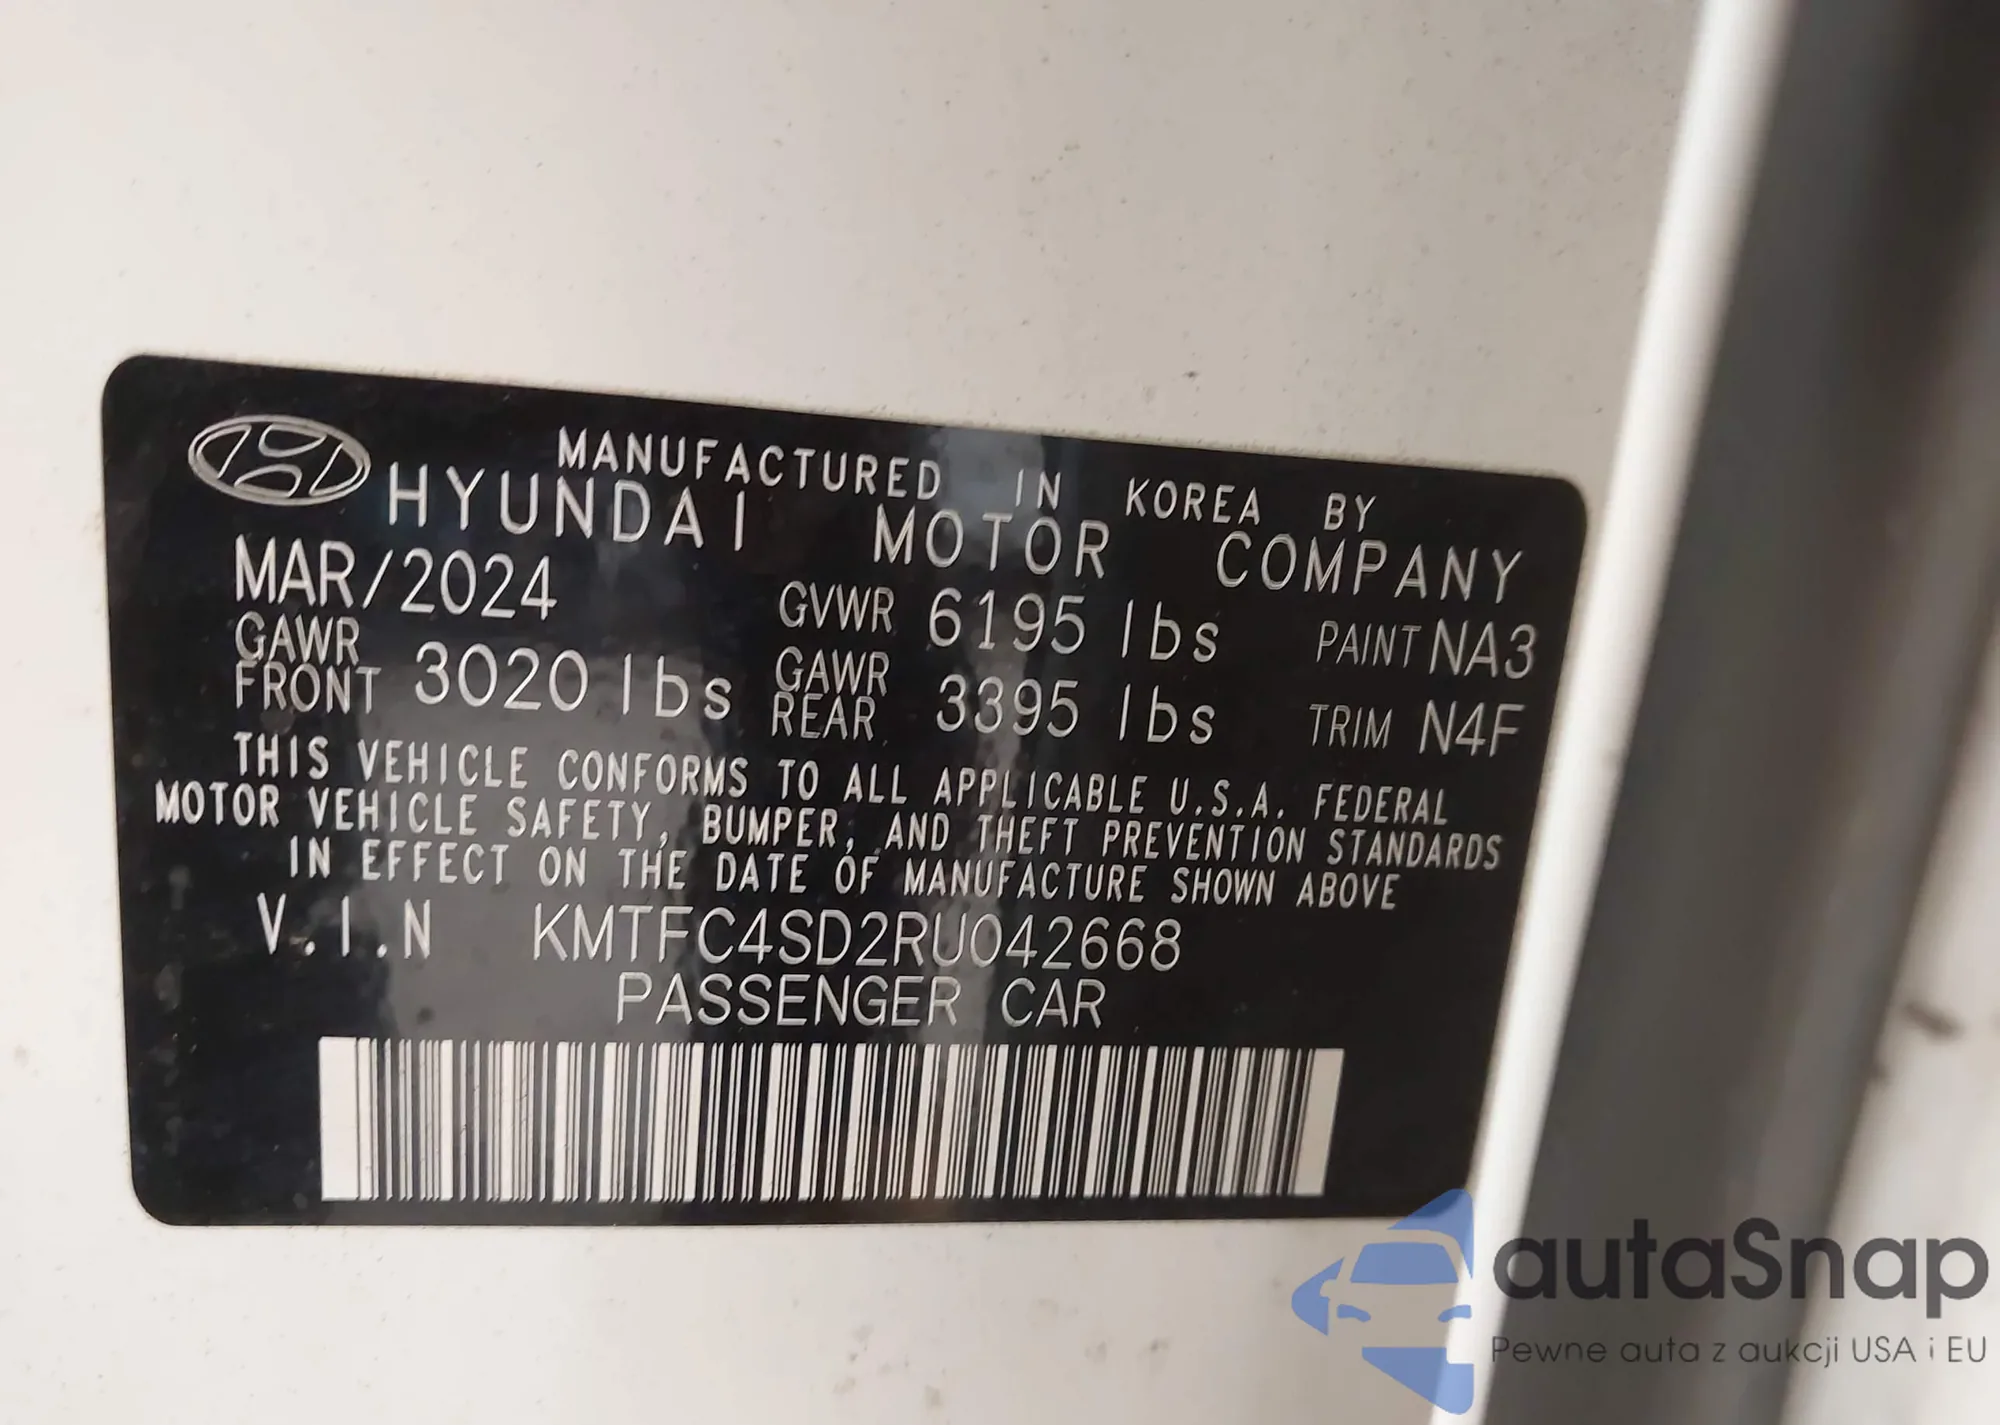 MANUFACTURED IN KOREA BY
HYUNDAI MOTOR COMPANY
MAR/2024 GVWR 6195 lbs PAINT NA3
GAWR FRONT 3020 lbs GAWR REAR 3395 lbs TRIM N4F
THIS VEHICLE CONFORMS TO ALL APPLICABLE U.S.A. FEDERAL
MOTOR VEHICLE SAFETY, BUMPER, AND THEFT PREVENTION STANDARDS
IN EFFECT ON THE DATE OF MANUFACTURE SHOWN ABOVE
V.I.N KMTFC4SD2RU042668
PASSENGER CAR
autaSnap
Pewne auta z aukcji USA i EU